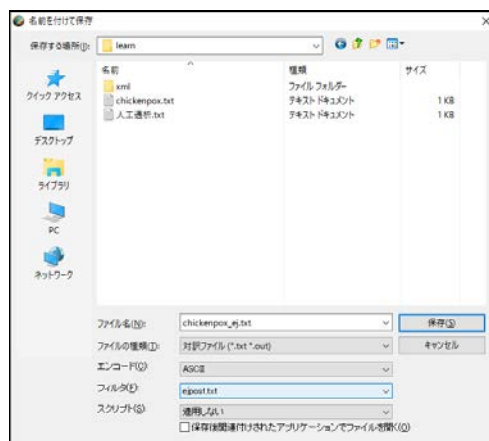 名前を付けて保存
保存する場所(I):
learn
名前
種類
サイズ
xml
ファイル フォルダー
chickenpox.txt
テキスト ドキュメント
1 KB
人工透析.txt
テキスト ドキュメント
1 KB
クイック アクセス
デスクトップ
ライブラリ
PC
ネットワーク
ファイル名(N):
chickenpox_ej.txt
保存(S)
ファイルの種類(T):
対訳ファイル (*.txt *.out)
キャンセル
エンコード(Q)
ASCII
フィルタ(F):
ejpost.txt
スクリプト(S)
適用しない
保存後関連付けされたアプリケーションでファイルを開く(O)